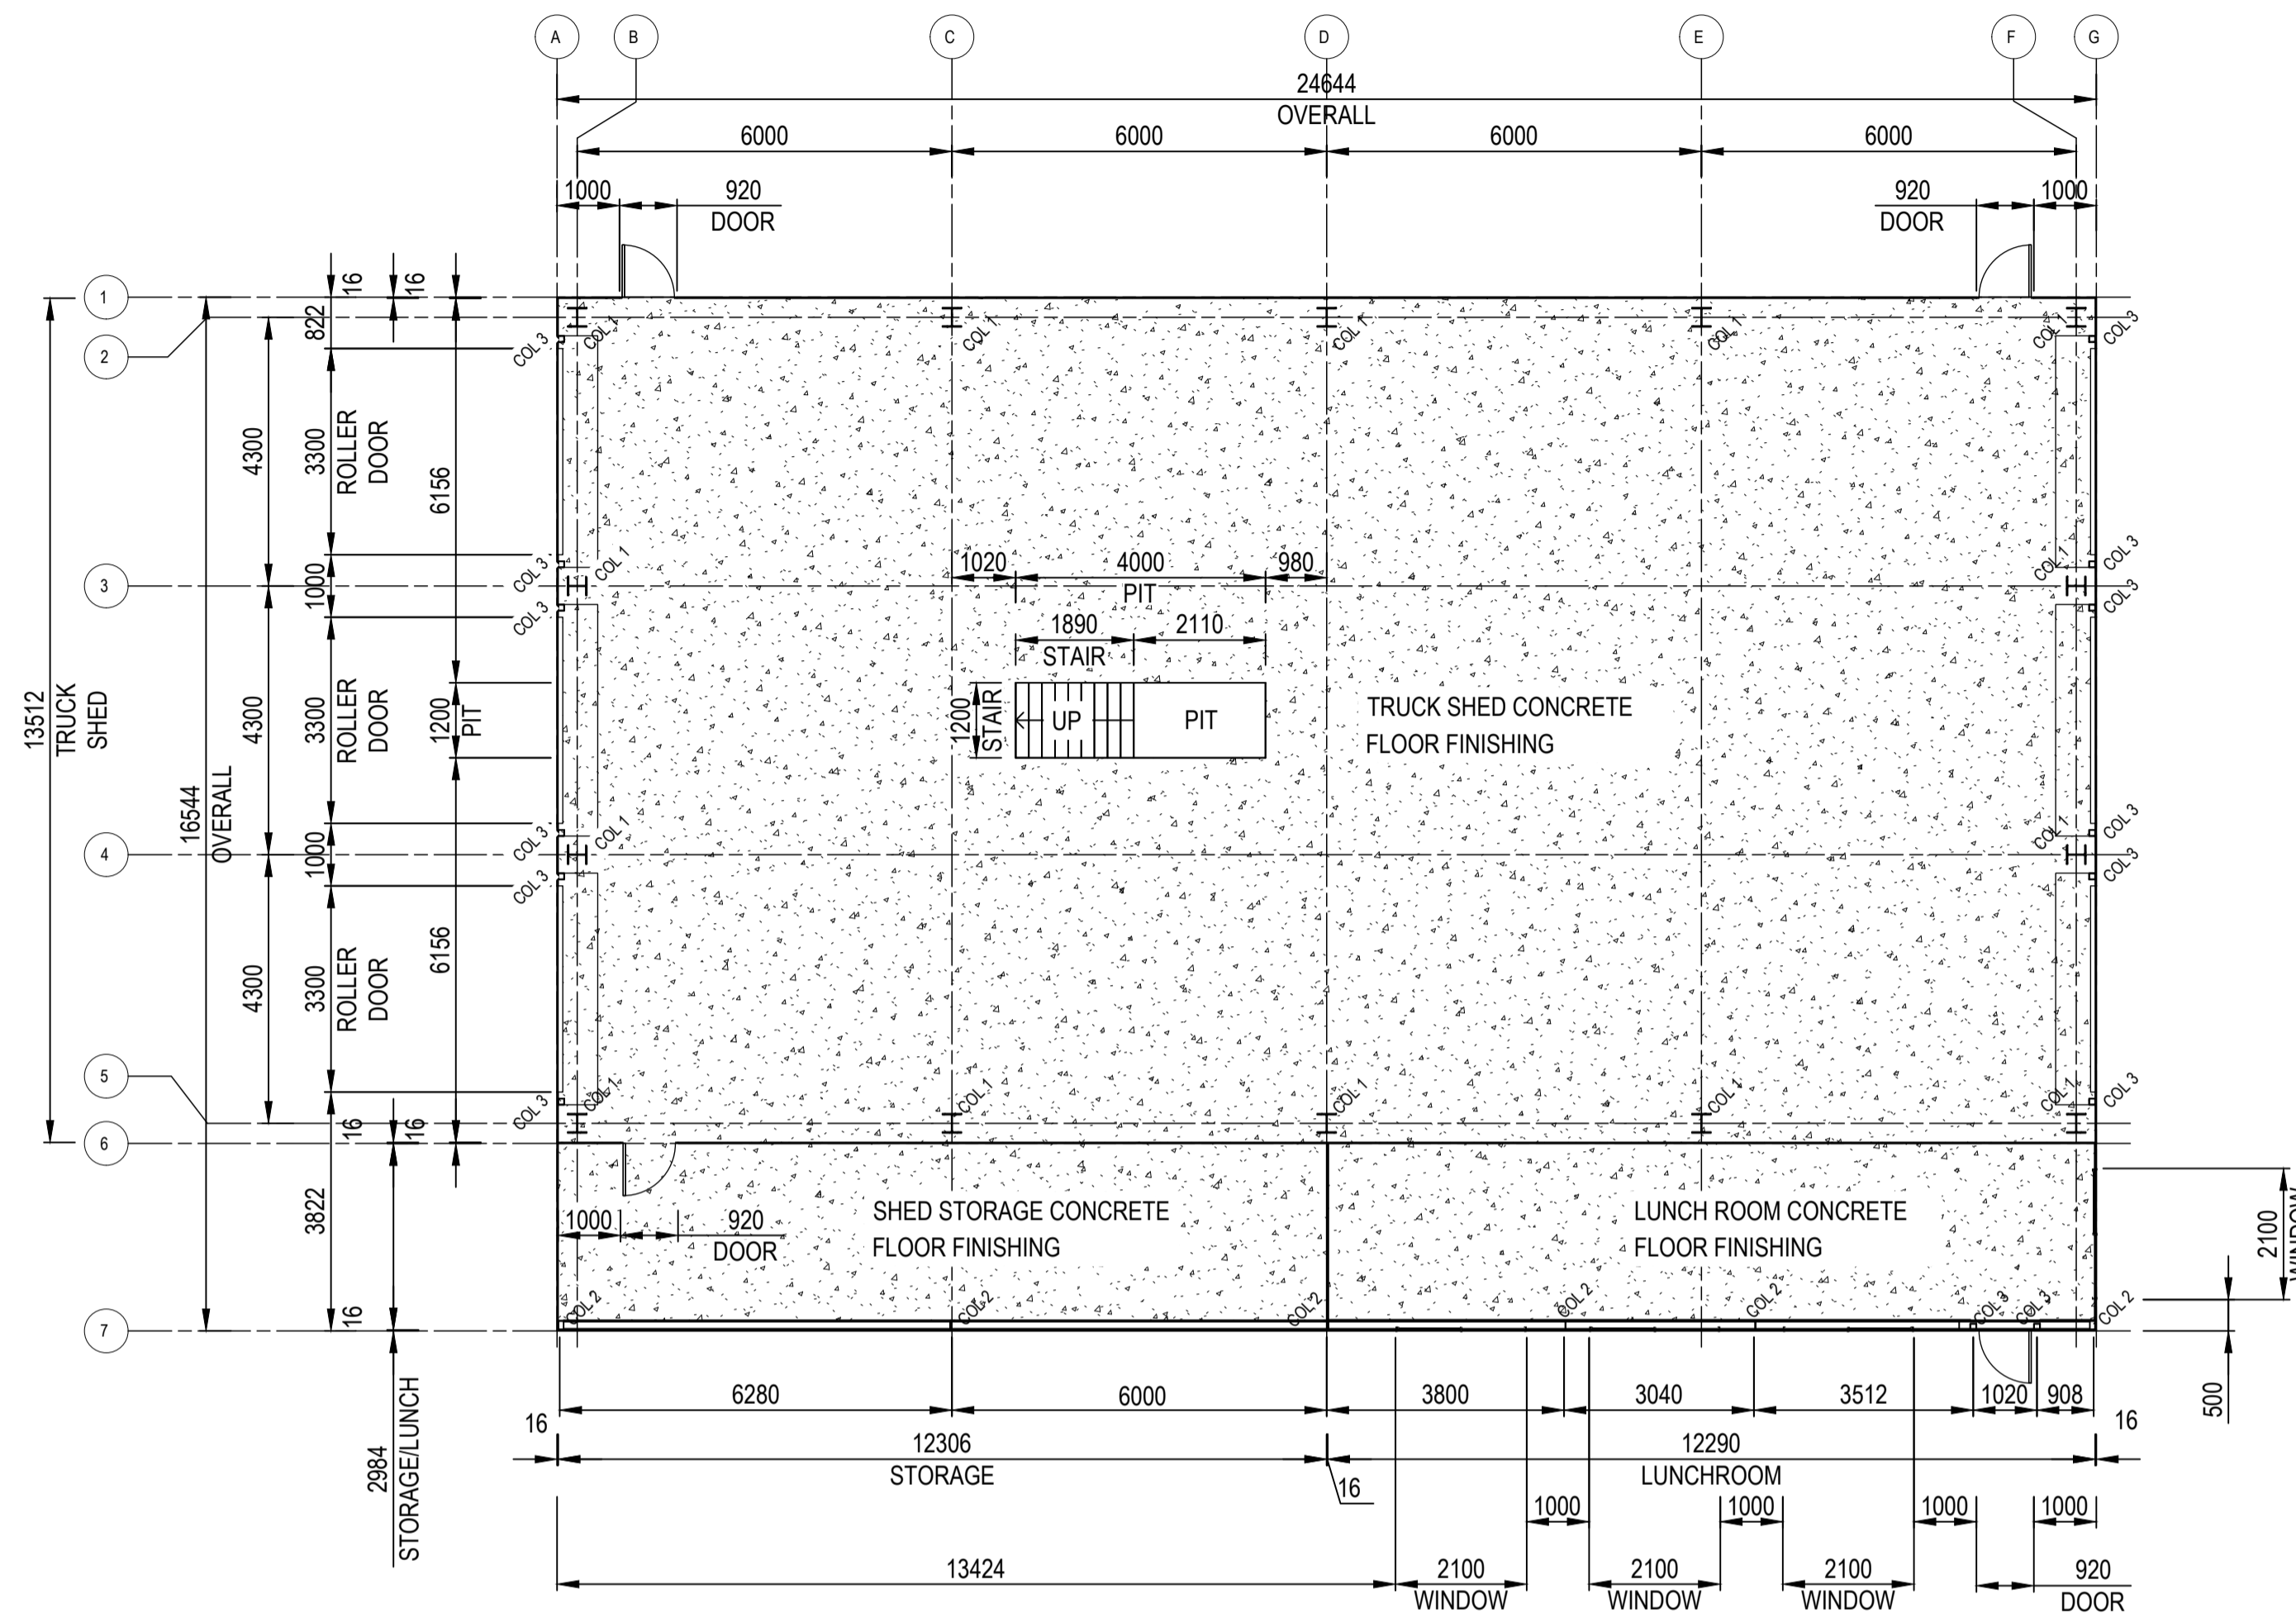 A B C D E F G
24644
OVERALL
6000 6000 6000 6000
1000 920 920 1000
DOOR DOOR
1
2
3
4
5
6
7
16 16
822
4300 3300 ROLLER DOOR 6156
1000
13512 TRUCK SHED
16544 OVERALL
4300 3300 ROLLER DOOR 1200 PIT
1000
4300 3300 ROLLER DOOR 6156
16 16
3822
16
2984 STORAGE/LUNCH
COL 3 COL 1 COL 1 COL 1 COL 1 COL 1 COL 3
COL 3 COL 1 COL 1 COL 3
COL 3 COL 3
1020 4000 980
PIT
1890 2110
STAIR
1200 STAIR UP PIT
TRUCK SHED CONCRETE
FLOOR FINISHING
COL 3 COL 1 COL 1 COL 3
COL 3 COL 3
COL 3 COL 1 COL 1 COL 1 COL 1 COL 1 COL 3
1000 920
DOOR
SHED STORAGE CONCRETE
FLOOR FINISHING
LUNCH ROOM CONCRETE
FLOOR FINISHING
2100 WINDOW
500
COL 2 COL 2 COL 2 COL 2 COL 2 COL 3 COL 3 COL 2
6280 6000 3800 3040 3512 1020 908
16 16
12306 12290
STORAGE LUNCHROOM
16
1000 1000 1000 1000
13424 2100 2100 2100 920
WINDOW WINDOW WINDOW DOOR